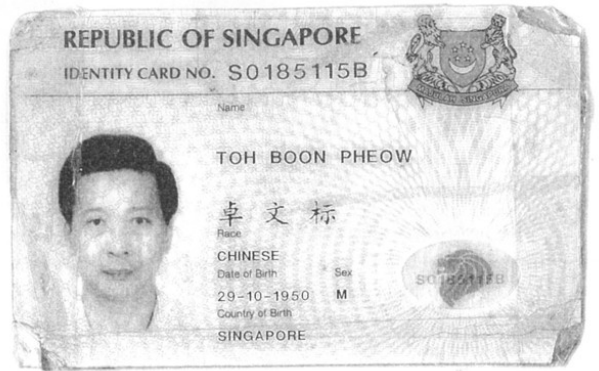 REPUBLIC OF SINGAPORE
IDENTITY CARD NO. S0185115B
Name
TOH BOON PHEOW
卓文标
Race
CHINESE
Date of Birth Sex
29-10-1950 M
Country of Birth
SINGAPORE
S0185115B